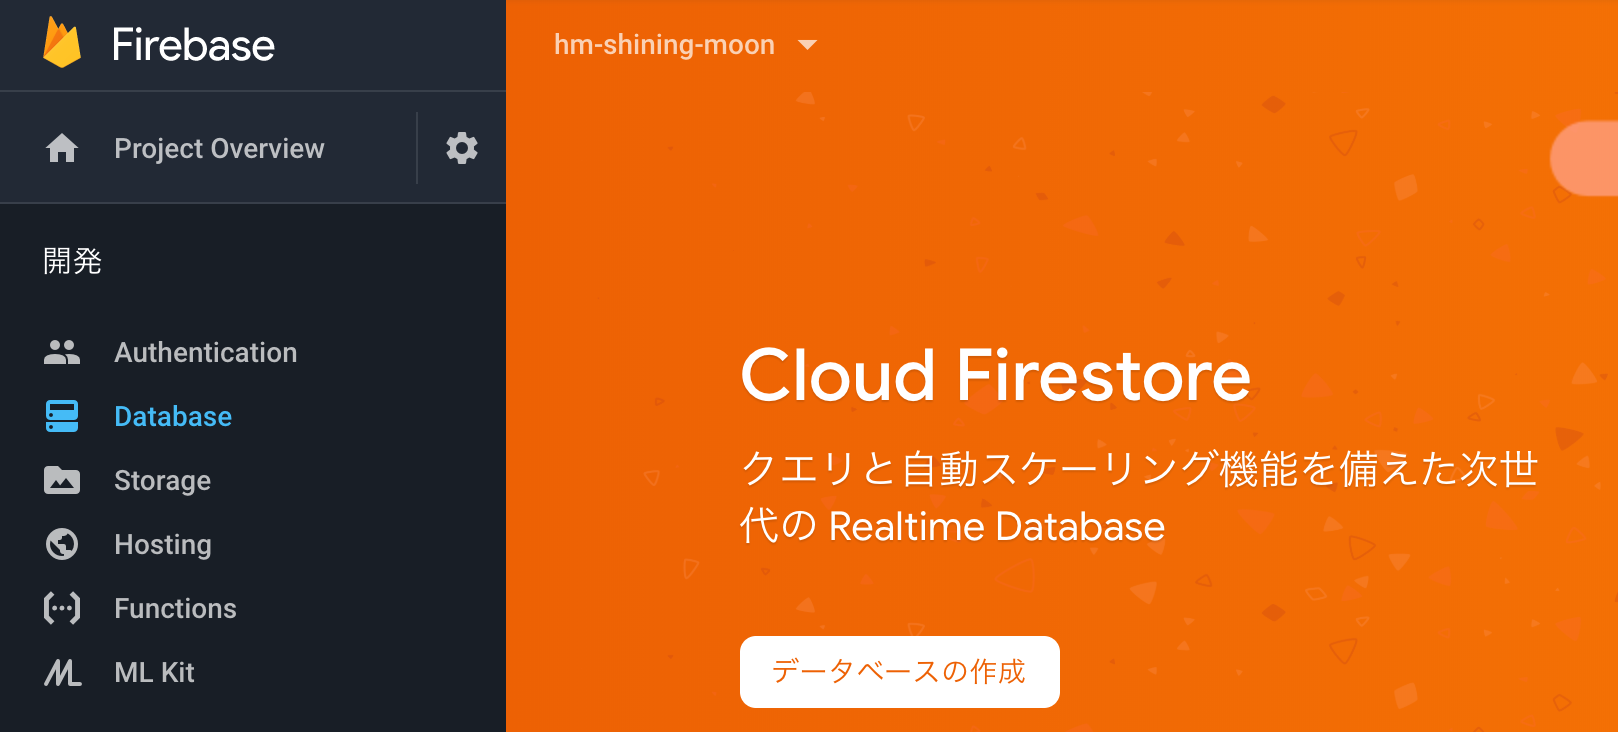 Firebase
Project Overview
開発
Authentication
Database
Storage
Hosting
Functions
ML Kit
hm-shining-moon
Cloud Firestore
クエリと自動スケーリング機能を備えた次世
代の Realtime Database
データベースの作成